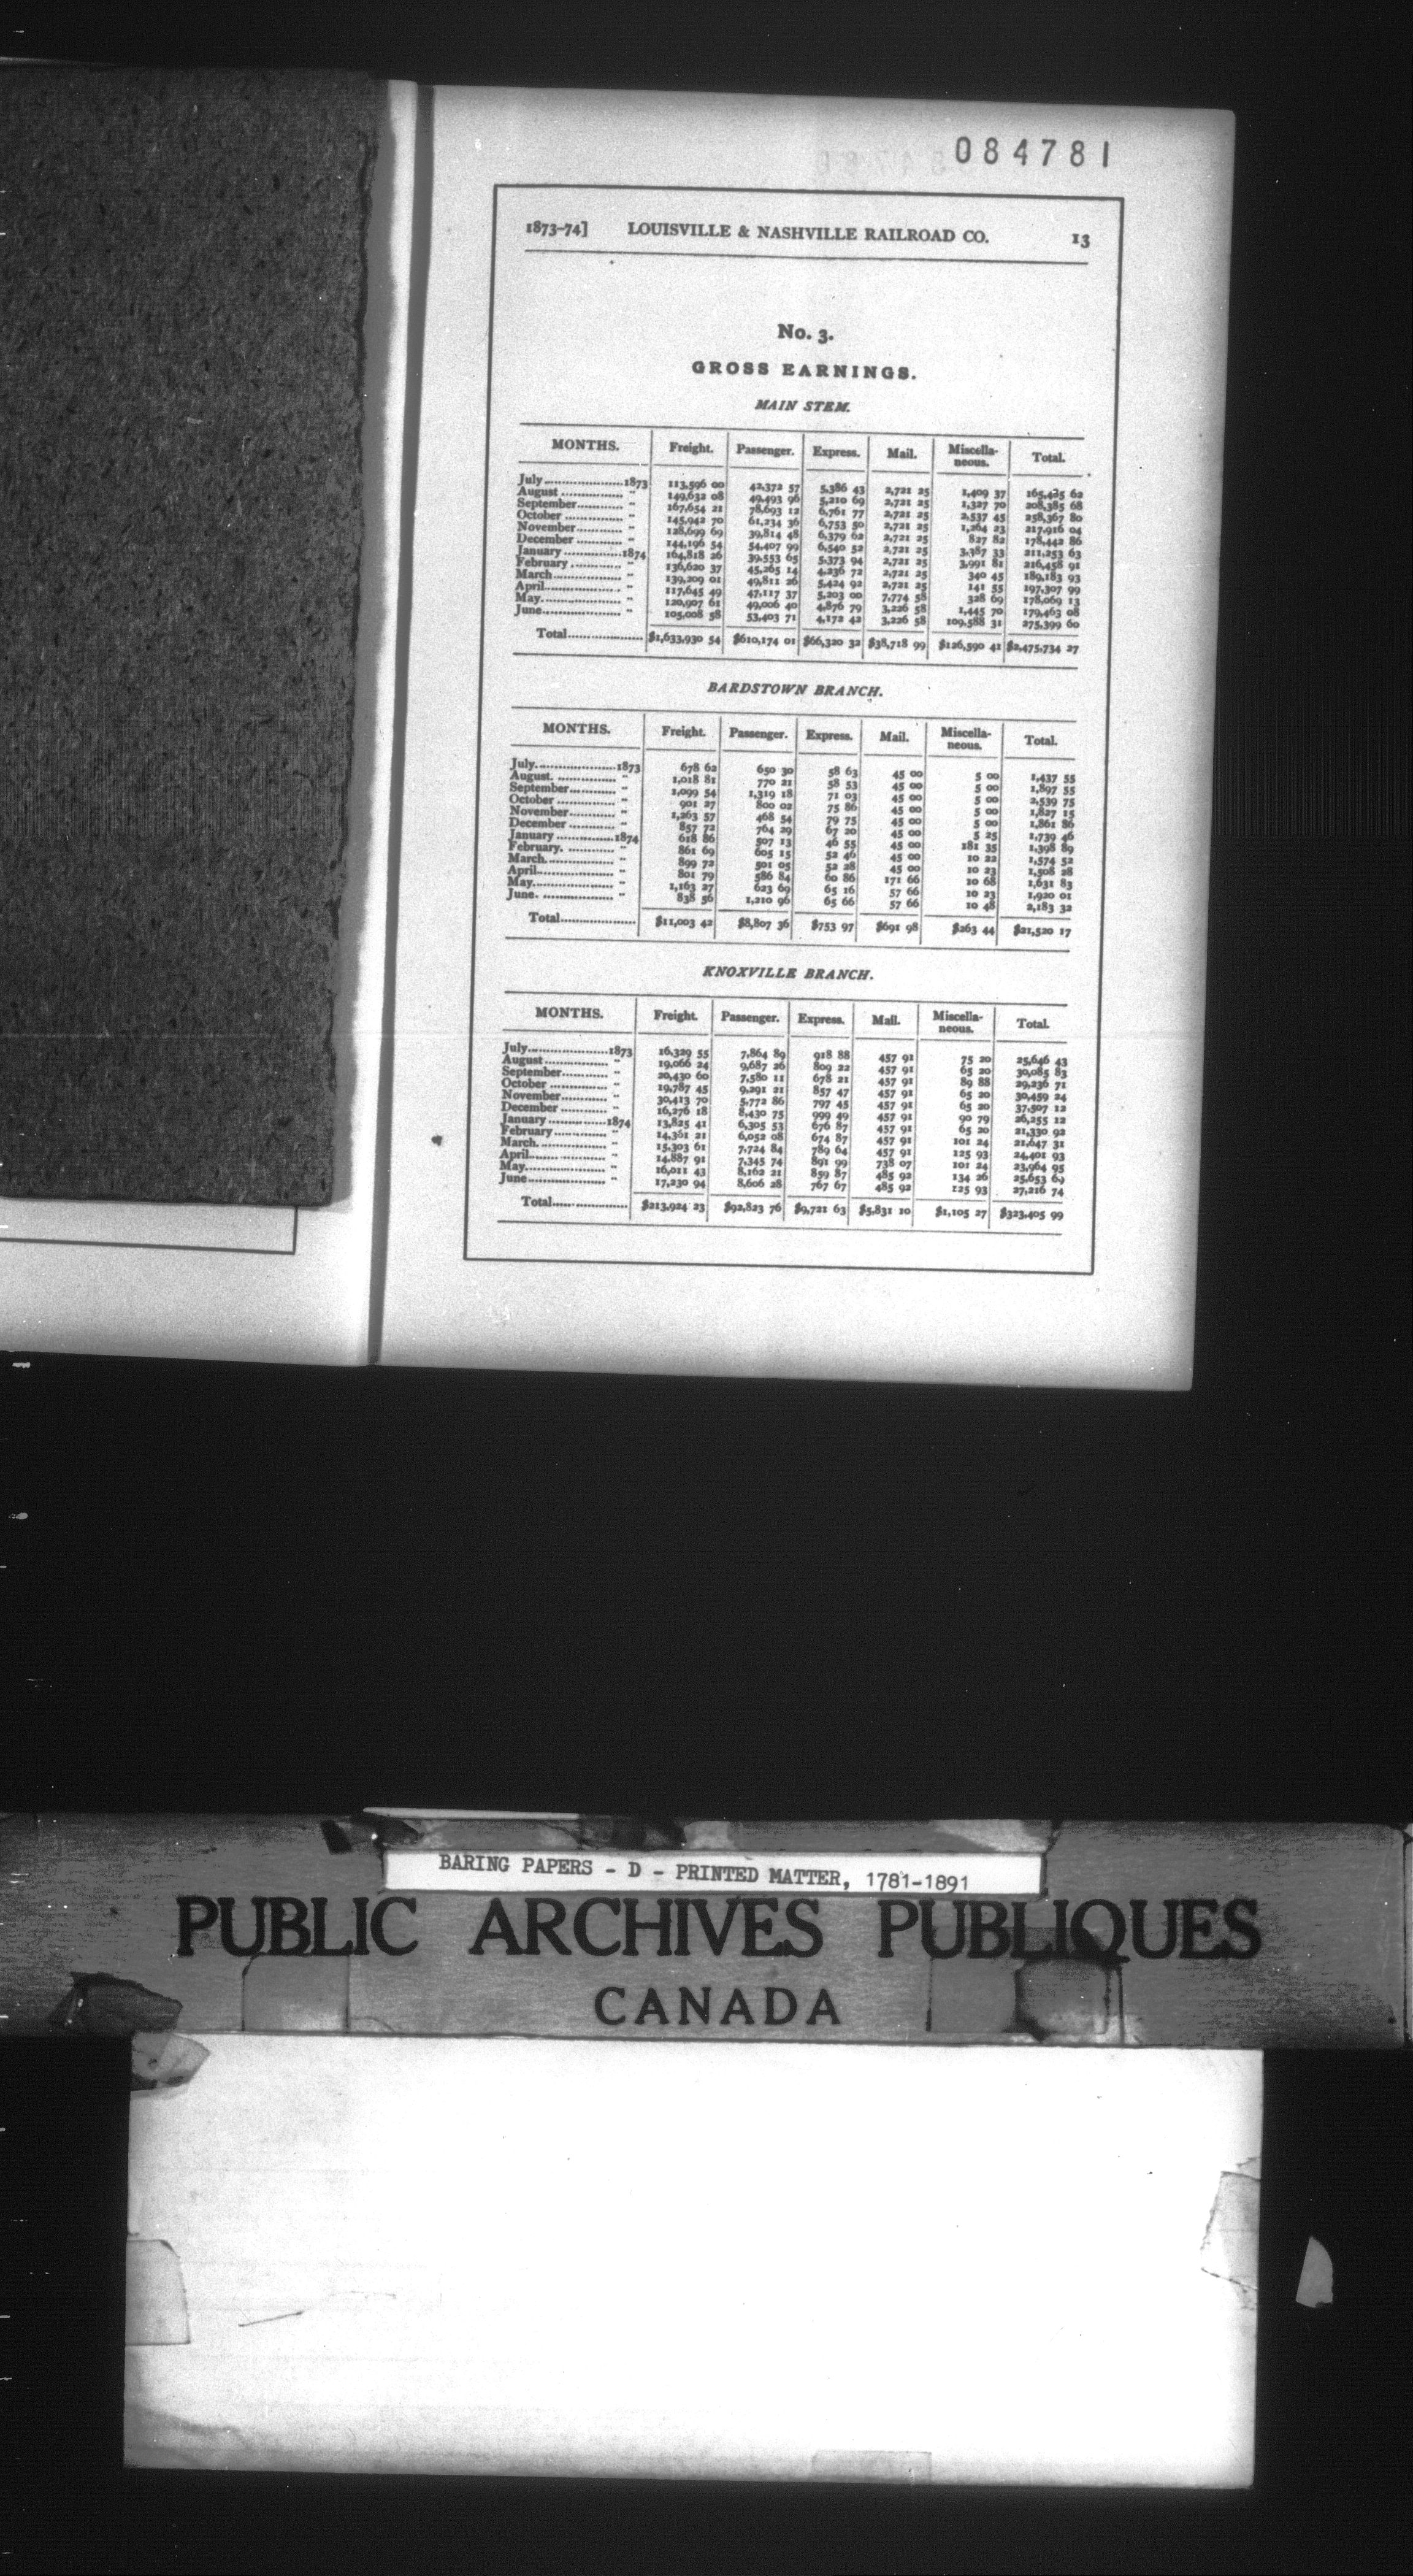 084781
1873-74] LOUISVILLE & NASHVILLE RAILROAD CO. 13
No. 3.
GROSS EARNINGS.
MAIN STEM.
MONTHS. Freight. Passenger. Express. Mail. Miscella-neous. Total.
July......................1873 113,596 00 42,372 57 5,386 43 2,721 25 1,409 37 165,485 62
August ................. " 149,632 08 49,493 96 5,210 69 2,721 25 1,327 70 208,385 68
September............ " 167,654 21 78,693 12 6,761 77 2,721 25 2,537 45 258,367 80
October ................ " 145,942 70 61,234 36 6,753 50 2,721 25 1,264 23 217,916 04
November............. " 128,699 69 39,814 48 6,379 62 2,721 25 827 82 178,442 86
December ............. " 144,196 54 54,407 99 6,540 52 2,721 25 3,387 33 211,253 63
January ................1874 164,818 26 39,553 65 5,373 94 2,721 25 3,991 81 216,458 91
February .............. " 136,620 37 45,265 14 4,236 72 2,721 25 340 45 189,183 93
March................... " 139,209 01 49,811 26 5,424 92 2,721 25 141 55 197,307 99
April..................... " 117,645 49 47,117 37 5,203 00 7,774 58 328 69 178,069 13
May...................... " 120,907 61 49,006 40 4,876 79 3,226 58 1,445 70 179,463 08
June...................... " 105,008 58 53,403 71 4,172 42 3,226 58 109,588 31 275,399 60
Total..................... $1,633,930 54 $610,174 01 $66,320 32 $38,718 99 $126,590 41 $2,475,734 27
BARDSTOWN BRANCH.
MONTHS. Freight. Passenger. Express. Mail. Miscella-neous. Total.
July.......................1873 678 62 650 30 58 63 45 00 5 00 1,437 55
August. ................ " 1,018 81 770 21 58 53 45 00 5 00 1,897 55
September............. " 1,099 54 1,319 18 71 03 45 00 5 00 2,539 75
October ................ " 901 27 800 02 75 86 45 00 5 00 1,827 15
November.............. " 1,263 57 468 54 79 75 45 00 5 00 1,861 86
December ............. " 857 72 764 29 67 20 45 00 5 25 1,739 46
January ................1874 618 86 507 13 46 55 45 00 181 35 1,398 89
February. ............. " 861 69 605 15 52 46 45 00 10 22 1,574 52
March................... " 899 72 501 05 52 28 45 00 10 23 1,508 28
April..................... " 801 79 586 84 60 86 171 66 10 68 1,631 83
May...................... " 1,163 27 623 69 65 16 57 66 10 23 1,920 01
June. .................... " 838 56 1,210 96 65 66 57 66 10 48 2,183 32
Total..................... $11,003 42 $8,807 36 $753 97 $691 98 $263 44 $21,520 17
KNOXVILLE BRANCH.
MONTHS. Freight. Passenger. Express. Mail. Miscella-neous. Total.
July......................1873 16,329 55 7,864 89 918 88 457 91 75 20 25,646 43
August ................. " 19,066 24 9,687 26 809 22 457 91 65 20 30,085 83
September............. " 20,430 60 7,580 11 678 21 457 91 89 88 29,236 71
October ................ " 19,787 45 9,291 21 857 47 457 91 65 20 30,459 24
November.............. " 30,413 70 5,772 86 797 45 457 91 65 20 37,507 12
December ............. " 16,276 18 8,430 75 999 49 457 91 90 79 26,255 12
January ................1874 13,825 41 6,305 53 676 87 457 91 65 20 21,330 92
February ............... " 14,361 21 6,052 08 674 87 457 91 101 24 21,647 31
March................... " 15,303 61 7,724 84 789 64 457 91 125 93 24,401 93
April..................... " 14,887 91 7,345 74 891 99 738 07 101 24 23,964 95
May...................... " 16,011 43 8,162 21 859 87 485 92 134 26 25,653 69
June...................... " 17,230 94 8,606 28 767 67 485 92 125 93 27,216 74
Total..................... $213,924 23 $92,823 76 $9,721 63 $5,831 10 $1,105 27 $323,405 99
BARING PAPERS - D - PRINTED MATTER, 1781-1891
PUBLIC ARCHIVES PUBLIQUES
CANADA